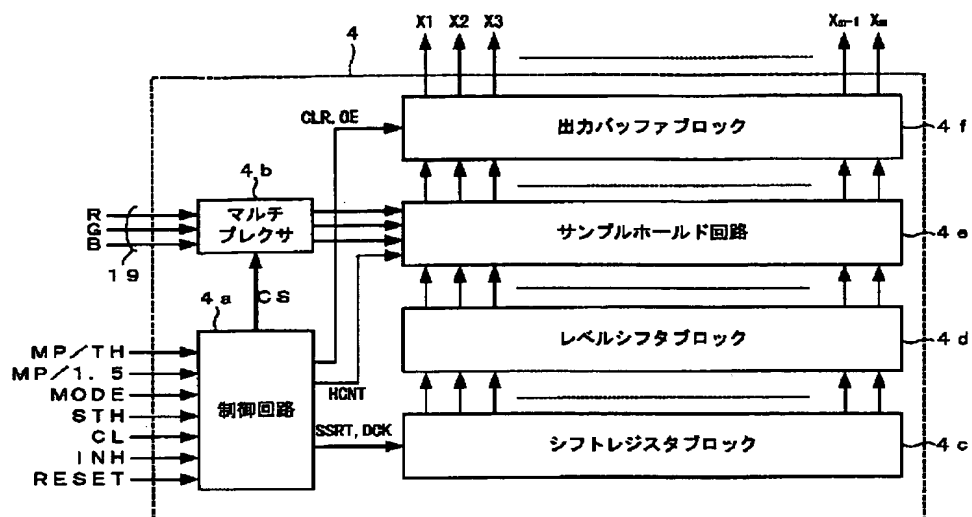 X1 X2 X3 Xm-1 Xm
4
CLR, OE
出力バッファブロック
4f
4b
R
G
B
19
マルチ
プレクサ
サンプルホールド回路
4e
CS
4a
レベルシフタブロック
4d
MP/TH
MP/1.5
MODE
STH
CL
INH
RESET
制御回路
HCNT
SSRT, DCK
シフトレジスタブロック
4c